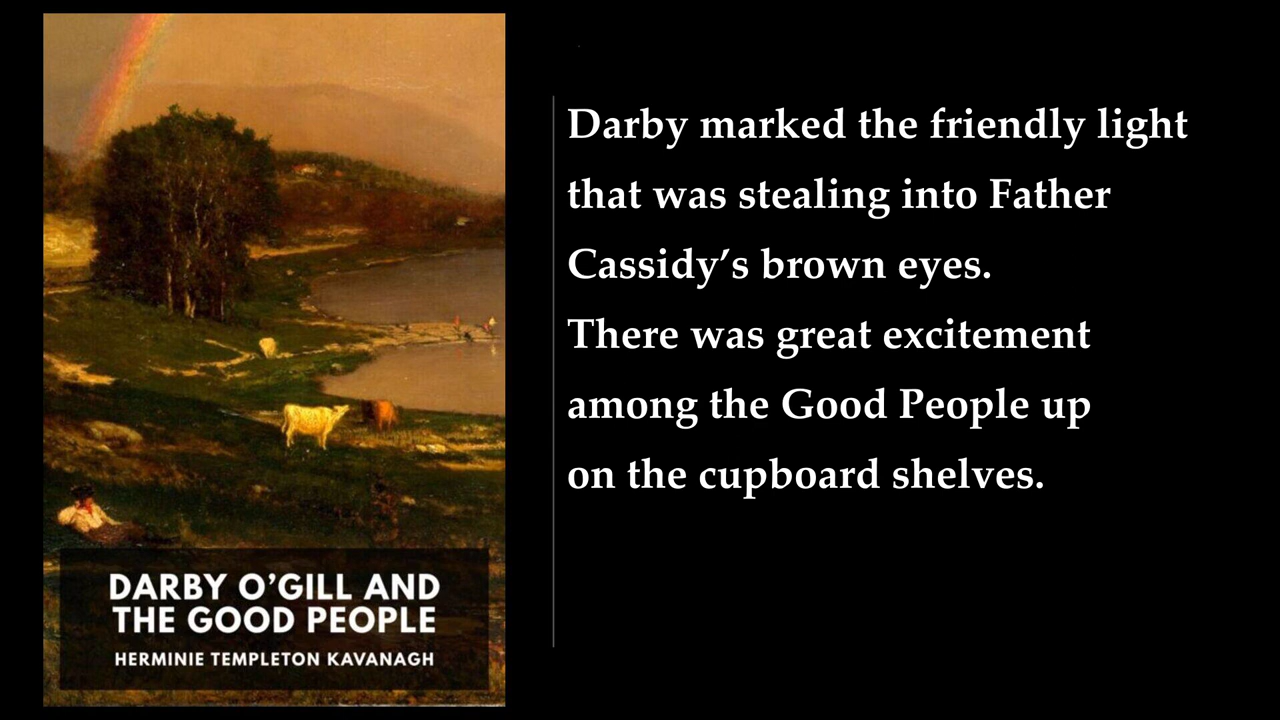 DARBY O’GILL AND
THE GOOD PEOPLE
HERMINIE TEMPLETON KAVANAGH
Darby marked the friendly light
that was stealing into Father
Cassidy’s brown eyes.
There was great excitement
among the Good People up
on the cupboard shelves.